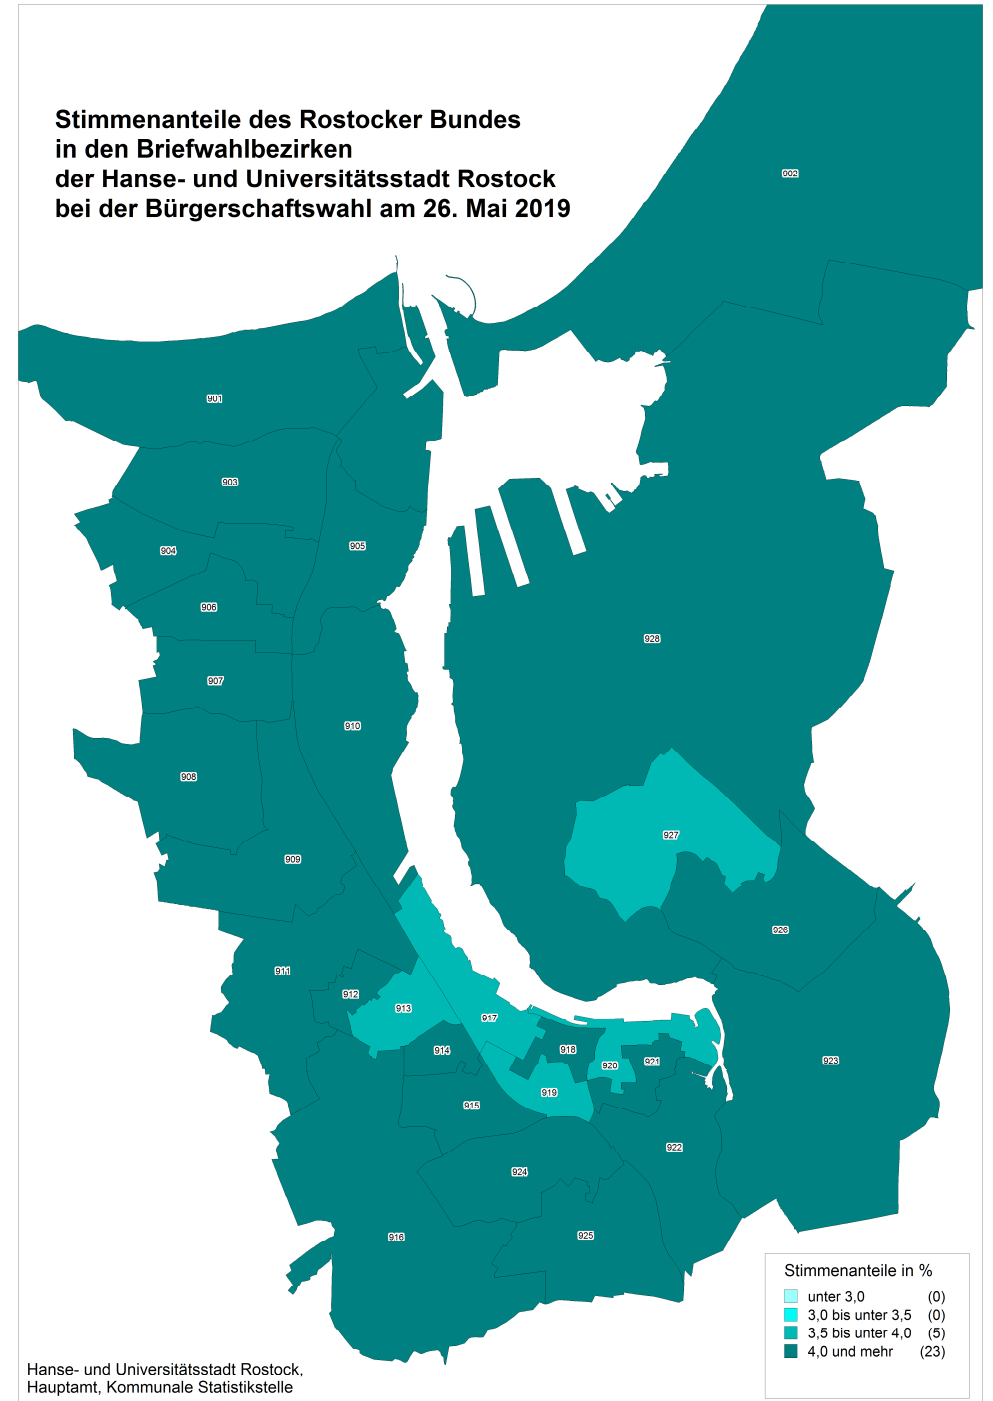 Stimmenanteile des Rostocker Bundes
in den Briefwahlbezirken
der Hanse- und Universitätsstadt Rostock
bei der Bürgerschaftswahl am 26. Mai 2019
902
901
903
904
905
906
928
907
910
908
927
909
926
911
912
913
917
914
918
921
923
920
919
915
922
924
925
916
Stimmenanteile in %
unter 3,0 (0)
3,0 bis unter 3,5 (0)
3,5 bis unter 4,0 (5)
4,0 und mehr (23)
Hanse- und Universitätsstadt Rostock,
Hauptamt, Kommunale Statistikstelle